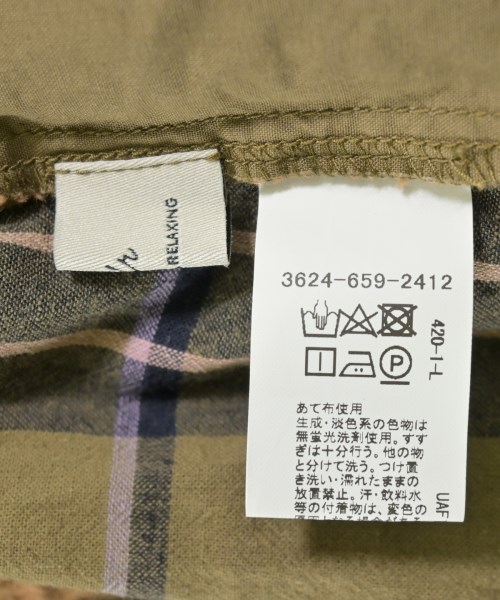 RELAXING
3624-659-2412
420-I-L
P
あて布使用
生成・淡色系の色物は
無蛍光洗剤使用。すす
ぎは十分行う。他の物
と分けて洗う。つけ置
き洗い・濡れたままの
放置禁止。汗・飲料水
等の付着物は、変色の
UAF